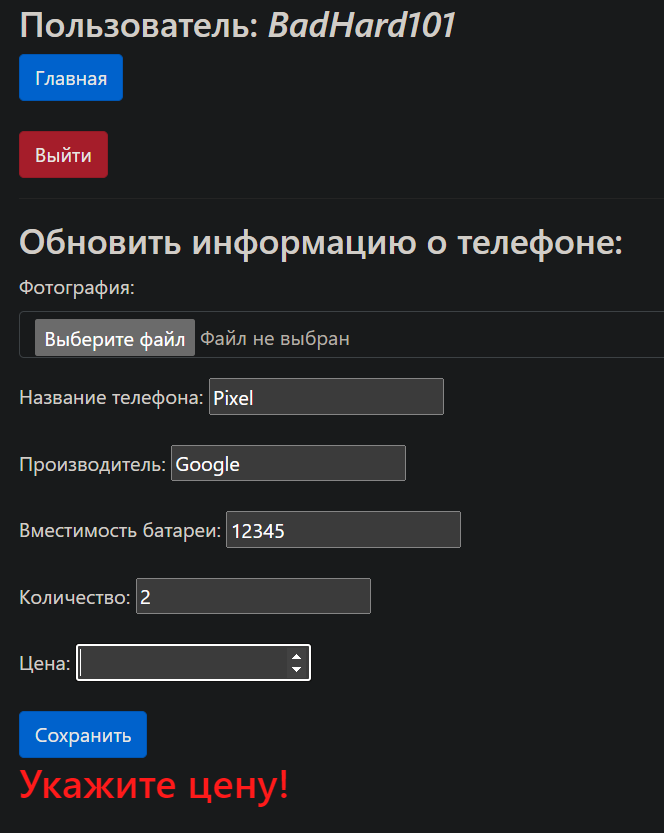 Пользователь: BadHard101
Главная
Выйти
Обновить информацию о телефоне:
Фотография:
Выберите файл Файл не выбран
Название телефона: Pixel
Производитель: Google
Вместимость батареи: 12345
Количество: 2
Цена:
Сохранить
Укажите цену!